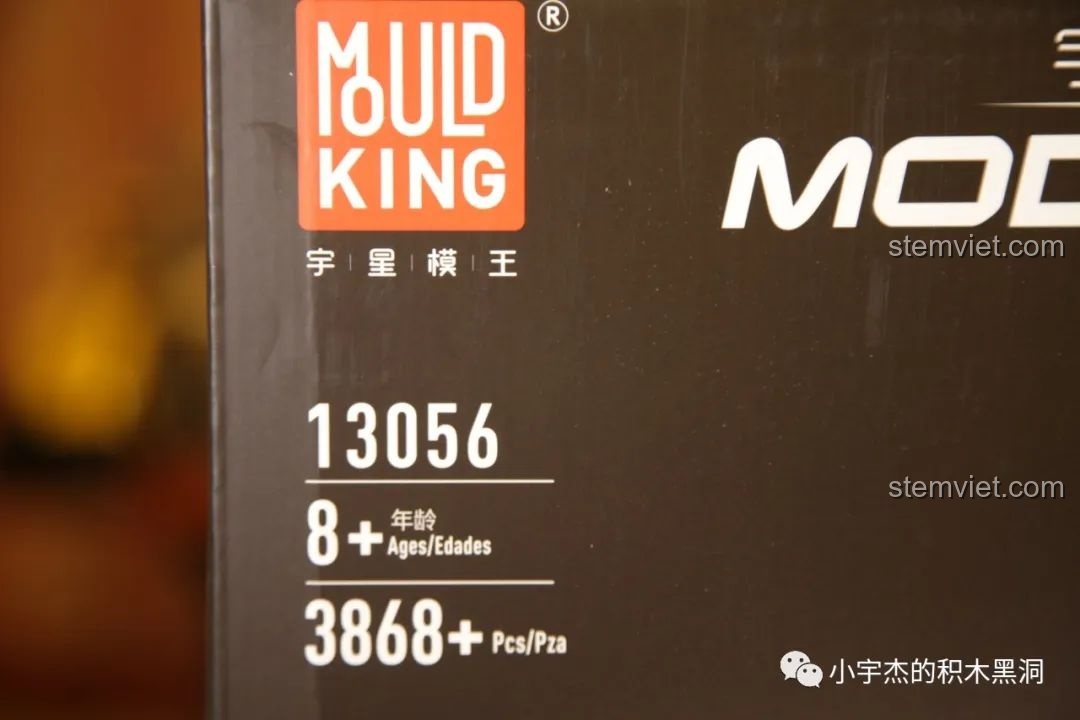 MOULD
KING
®
宇 | 星 | 模 | 王
MOD
stemviet.com
13056
stemviet.com
8+ 年龄
Ages/Edades
3868+ Pcs/Pza
小宇杰的积木黑洞